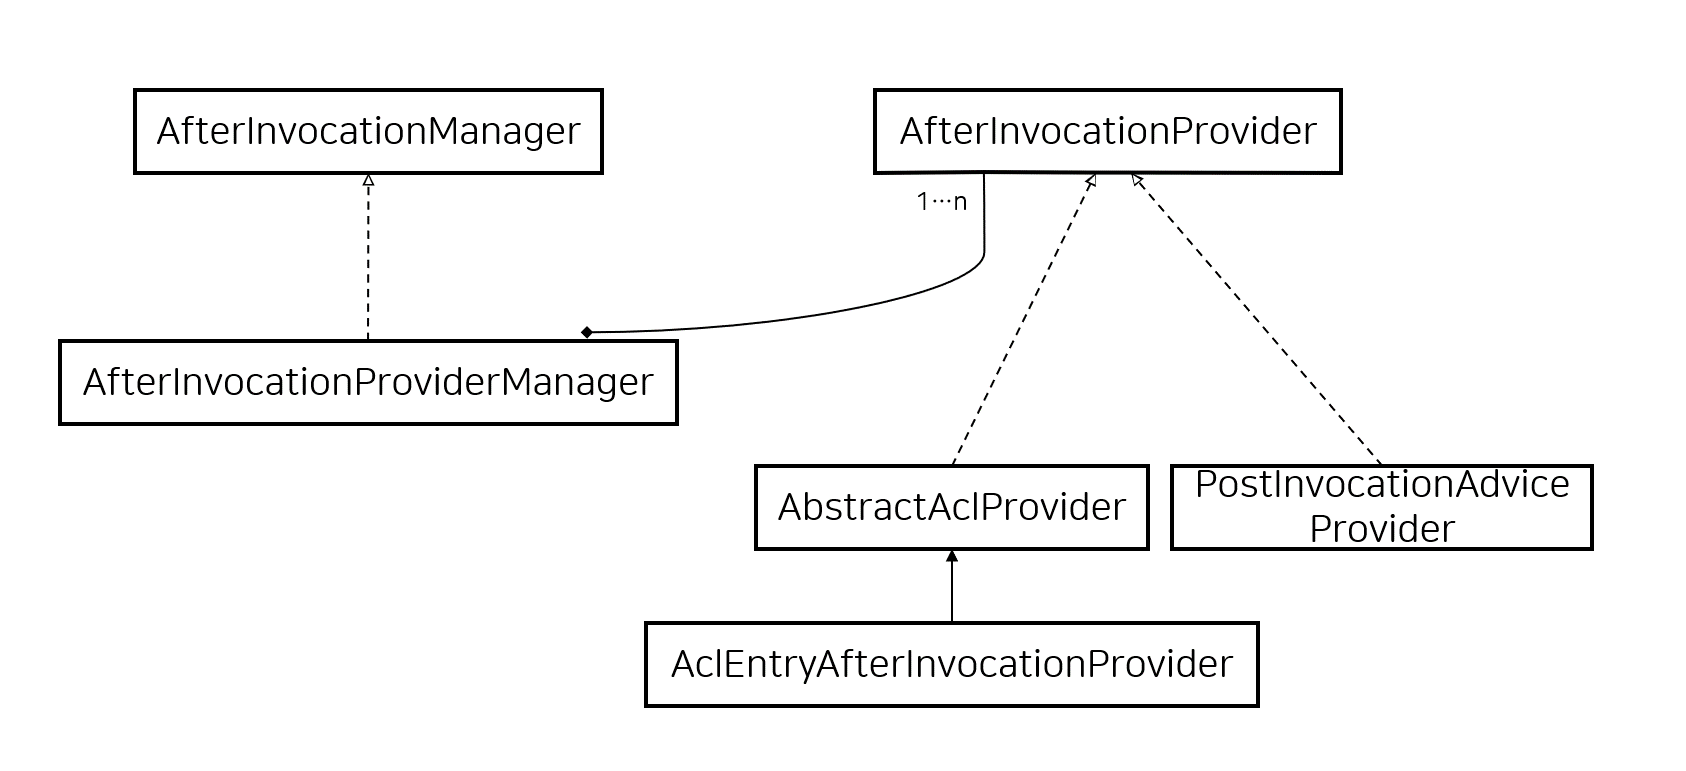 AfterInvocationManager
AfterInvocationProvider
1···n
AfterInvocationProviderManager
AbstractAclProvider
PostInvocationAdvice
Provider
AclEntryAfterInvocationProvider